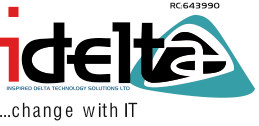 RC:643990
idelta
INSPIRED DELTA TECHNOLOGY SOLUTIONS LTD
...change with IT